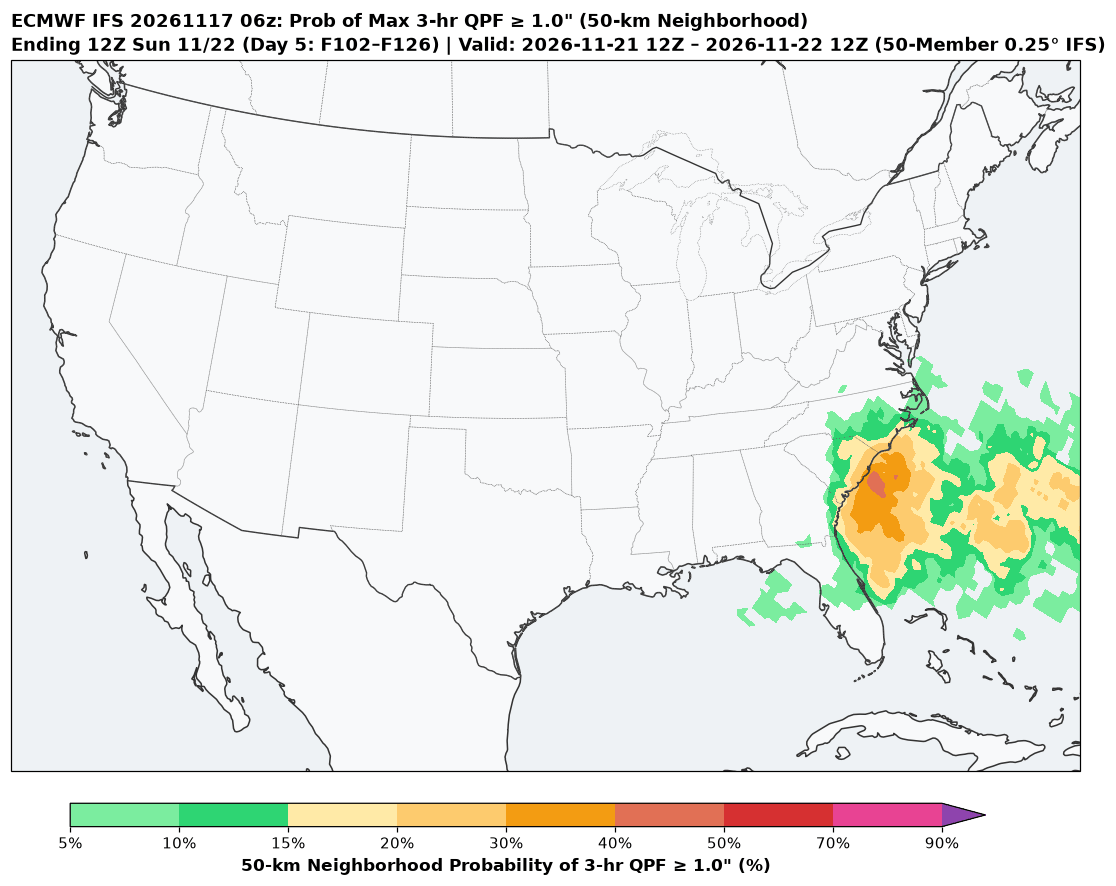 ECMWF IFS 20261117 06z: Prob of Max 3-hr QPF ≥ 1.0" (50-km Neighborhood)
Ending 12Z Sun 11/22 (Day 5: F102–F126) | Valid: 2026-11-21 12Z – 2026-11-22 12Z (50-Member 0.25° IFS)
5% 10% 15% 20% 30% 40% 50% 70% 90%
50-km Neighborhood Probability of 3-hr QPF ≥ 1.0" (%)